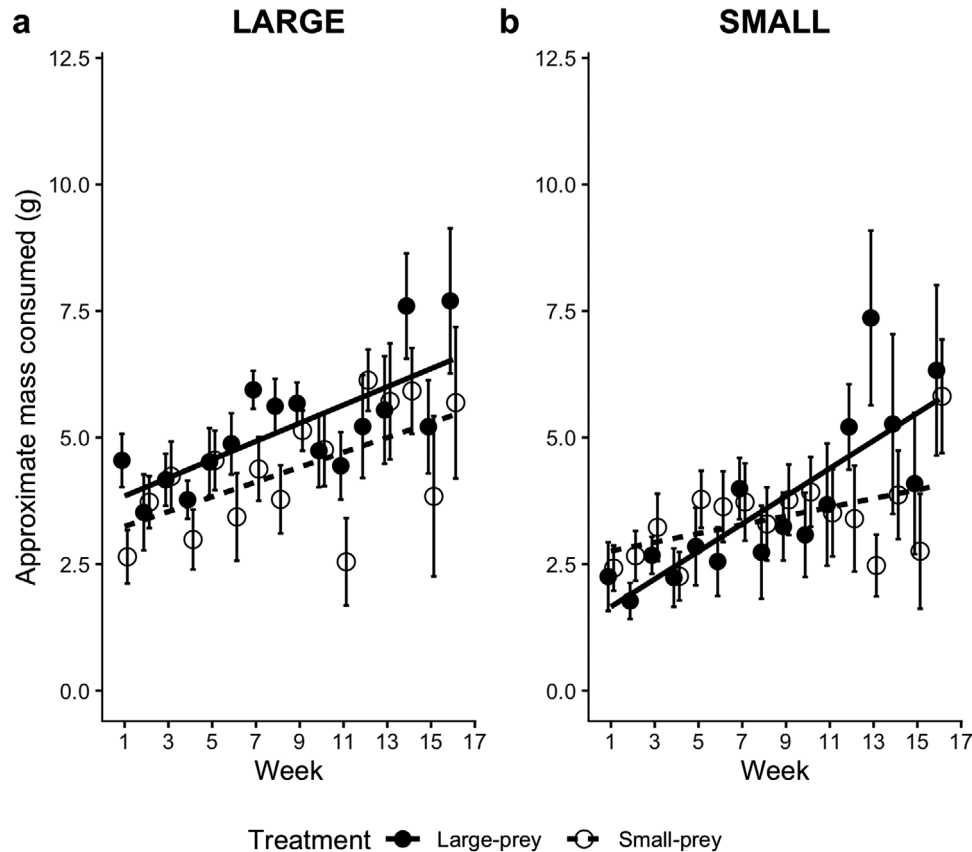 a LARGE b SMALL
Approximate mass consumed (g)
12.5 12.5
10.0 10.0
7.5 7.5
5.0 5.0
2.5 2.5
0.0 0.0
1 3 5 7 9 11 13 15 17 1 3 5 7 9 11 13 15 17
Week Week
Treatment Large-prey Small-prey